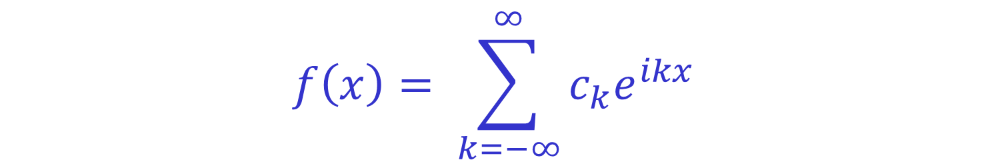 f(x) = ∑_{k=−∞}^{∞} c_k e^{ikx}